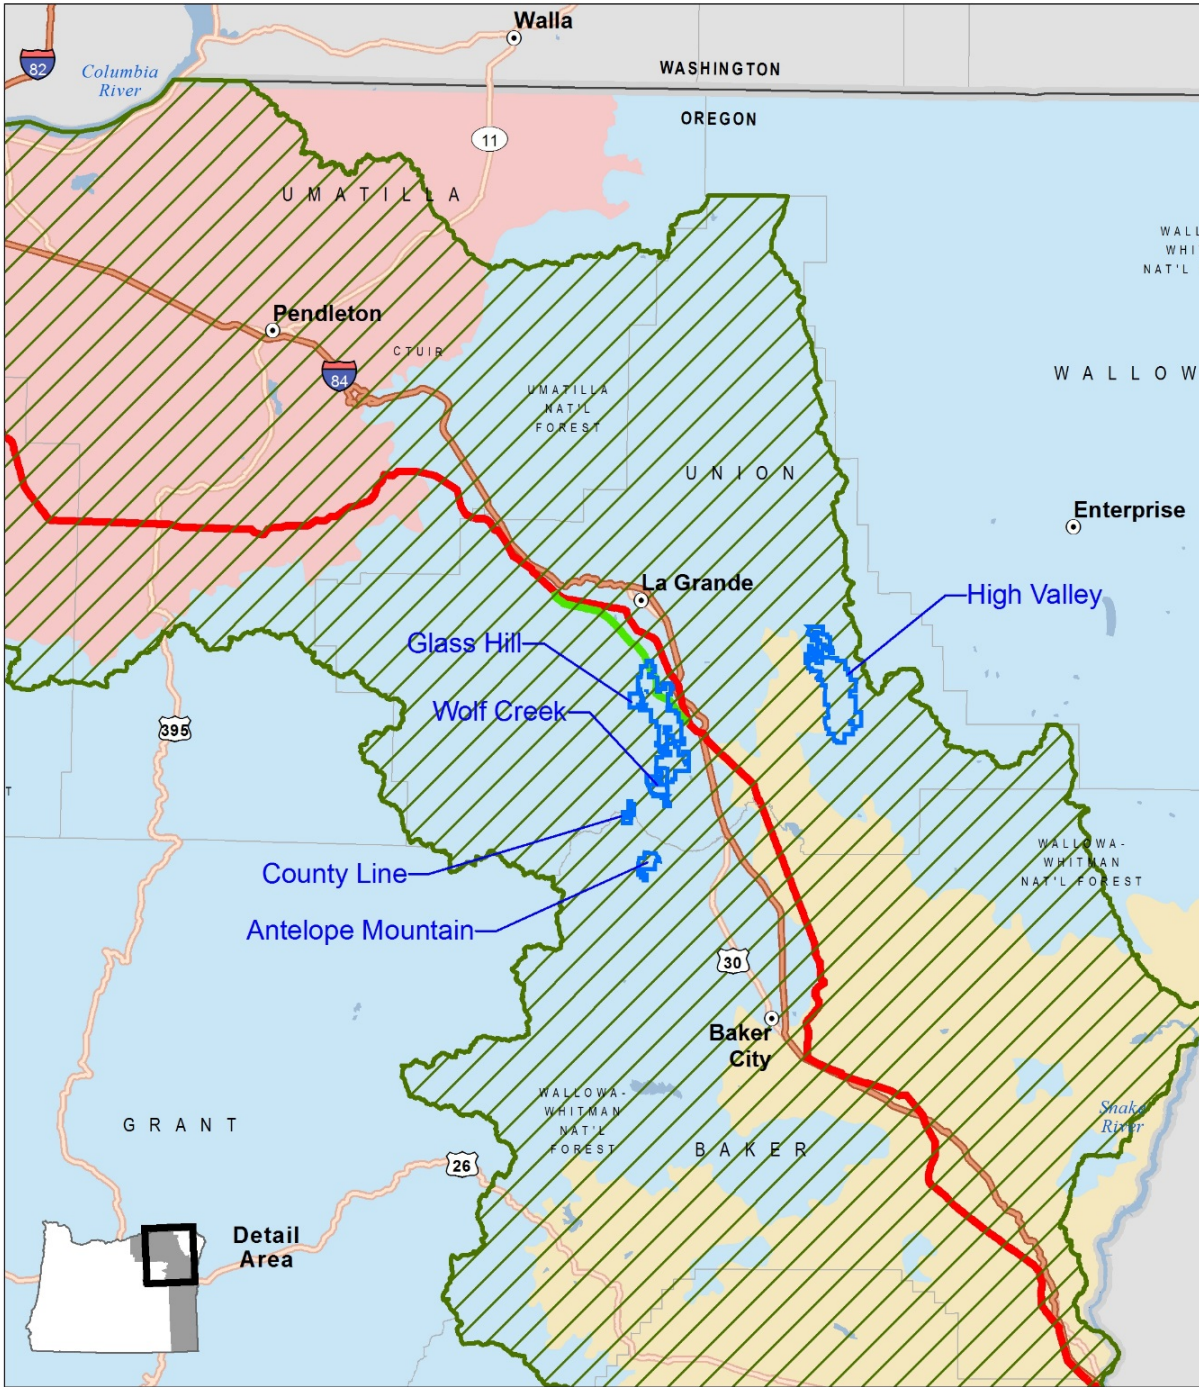 Walla
82
Columbia
River
WASHINGTON
OREGON
11
UMATILLA
WALL
WHI
NAT'L
Pendleton
CTUIR
84
UMATILLA
NAT'L
FOREST
WALLOW
UNION
Enterprise
La Grande
High Valley
Glass Hill
Wolf Creek
395
T
County Line
WALLOWA-
WHITMAN
NAT'L FOREST
Antelope Mountain
30
Baker
City
WALLOWA-
WHITMAN
NAT'L
FOREST
Snake
River
GRANT
BAKER
26
Detail
Area